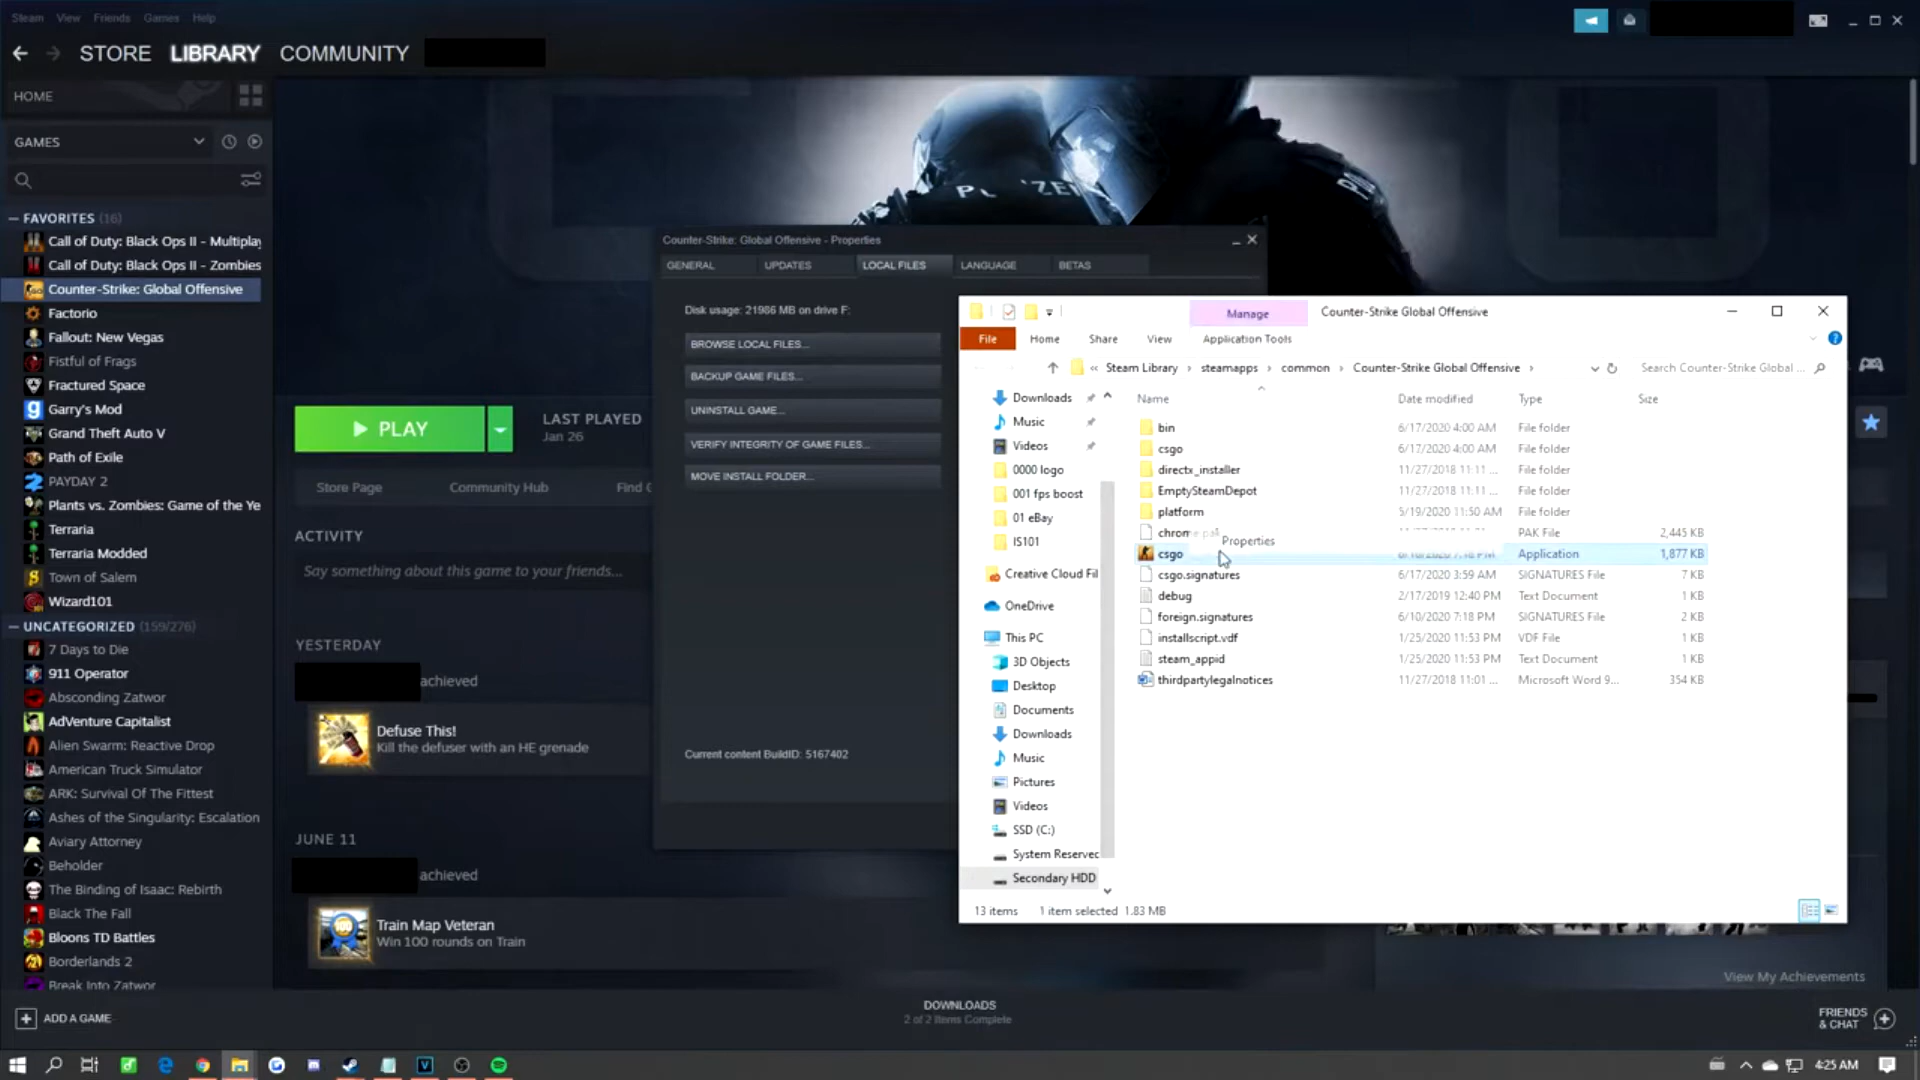 Steam View Friends Games Help
STORE LIBRARY COMMUNITY
HOME
GAMES
FAVORITES (16)
Call of Duty: Black Ops II - Multiplay
Call of Duty: Black Ops II - Zombies
Counter-Strike: Global Offensive
Factorio
Fallout: New Vegas
Fistful of Frags
Fractured Space
Garry's Mod
Grand Theft Auto V
Path of Exile
PAYDAY 2
Plants vs. Zombies: Game of the Ye
Terraria
Terraria Modded
Town of Salem
Wizard101
UNCATEGORIZED (159/276)
7 Days to Die
911 Operator
Absconding Zatwor
AdVenture Capitalist
Alien Swarm: Reactive Drop
American Truck Simulator
ARK: Survival Of The Fittest
Ashes of the Singularity: Escalation
Aviary Attorney
Beholder
The Binding of Isaac: Rebirth
Black The Fall
Bloons TD Battles
Borderlands 2
Break Into Zatwor
ADD A GAME
PLAY
LAST PLAYED
Jan 26
Store Page Community Hub Find
ACTIVITY
Say something about this game to your friends...
YESTERDAY
achieved
Defuse This!
Kill the defuser with an HE grenade
JUNE 11
achieved
Train Map Veteran
Win 100 rounds on Train
Counter-Strike: Global Offensive - Properties
GENERAL UPDATES LOCAL FILES LANGUAGE BETAS
Disk usage: 21986 MB on drive F:
BROWSE LOCAL FILES...
BACKUP GAME FILES...
UNINSTALL GAME...
VERIFY INTEGRITY OF GAME FILES...
MOVE INSTALL FOLDER...
Current content BuildID: 5167402
Manage Counter-Strike Global Offensive
File Home Share View Application Tools
« Steam Library › steamapps › common › Counter-Strike Global Offensive ›
Search Counter-Strike Global ...
Downloads
Music
Videos
0000 logo
001 fps boost
01 eBay
IS101
Creative Cloud Fil
OneDrive
This PC
3D Objects
Desktop
Documents
Downloads
Music
Pictures
Videos
SSD (C:)
System Reserved
Secondary HDD
Name Date modified Type Size
bin 6/17/2020 4:00 AM File folder
csgo 6/17/2020 4:00 AM File folder
directx_installer 11/27/2018 11:11 ... File folder
EmptySteamDepot 11/27/2018 11:11 ... File folder
platform 5/19/2020 11:50 AM File folder
chrome.pak PAK File 2,445 KB
Properties
csgo 6/10/2020 7:18 PM Application 1,877 KB
csgo.signatures 6/17/2020 3:59 AM SIGNATURES File 7 KB
debug 2/17/2019 12:40 PM Text Document 1 KB
foreign.signatures 6/10/2020 7:18 PM SIGNATURES File 2 KB
installscript.vdf 1/25/2020 11:53 PM VDF File 1 KB
steam_appid 1/25/2020 11:53 PM Text Document 1 KB
thirdpartylegalnotices 11/27/2018 11:01 ... Microsoft Word 9... 354 KB
13 items 1 item selected 1.83 MB
View My Achievements
DOWNLOADS
2 of 2 Items Complete
FRIENDS
& CHAT
4:25 AM